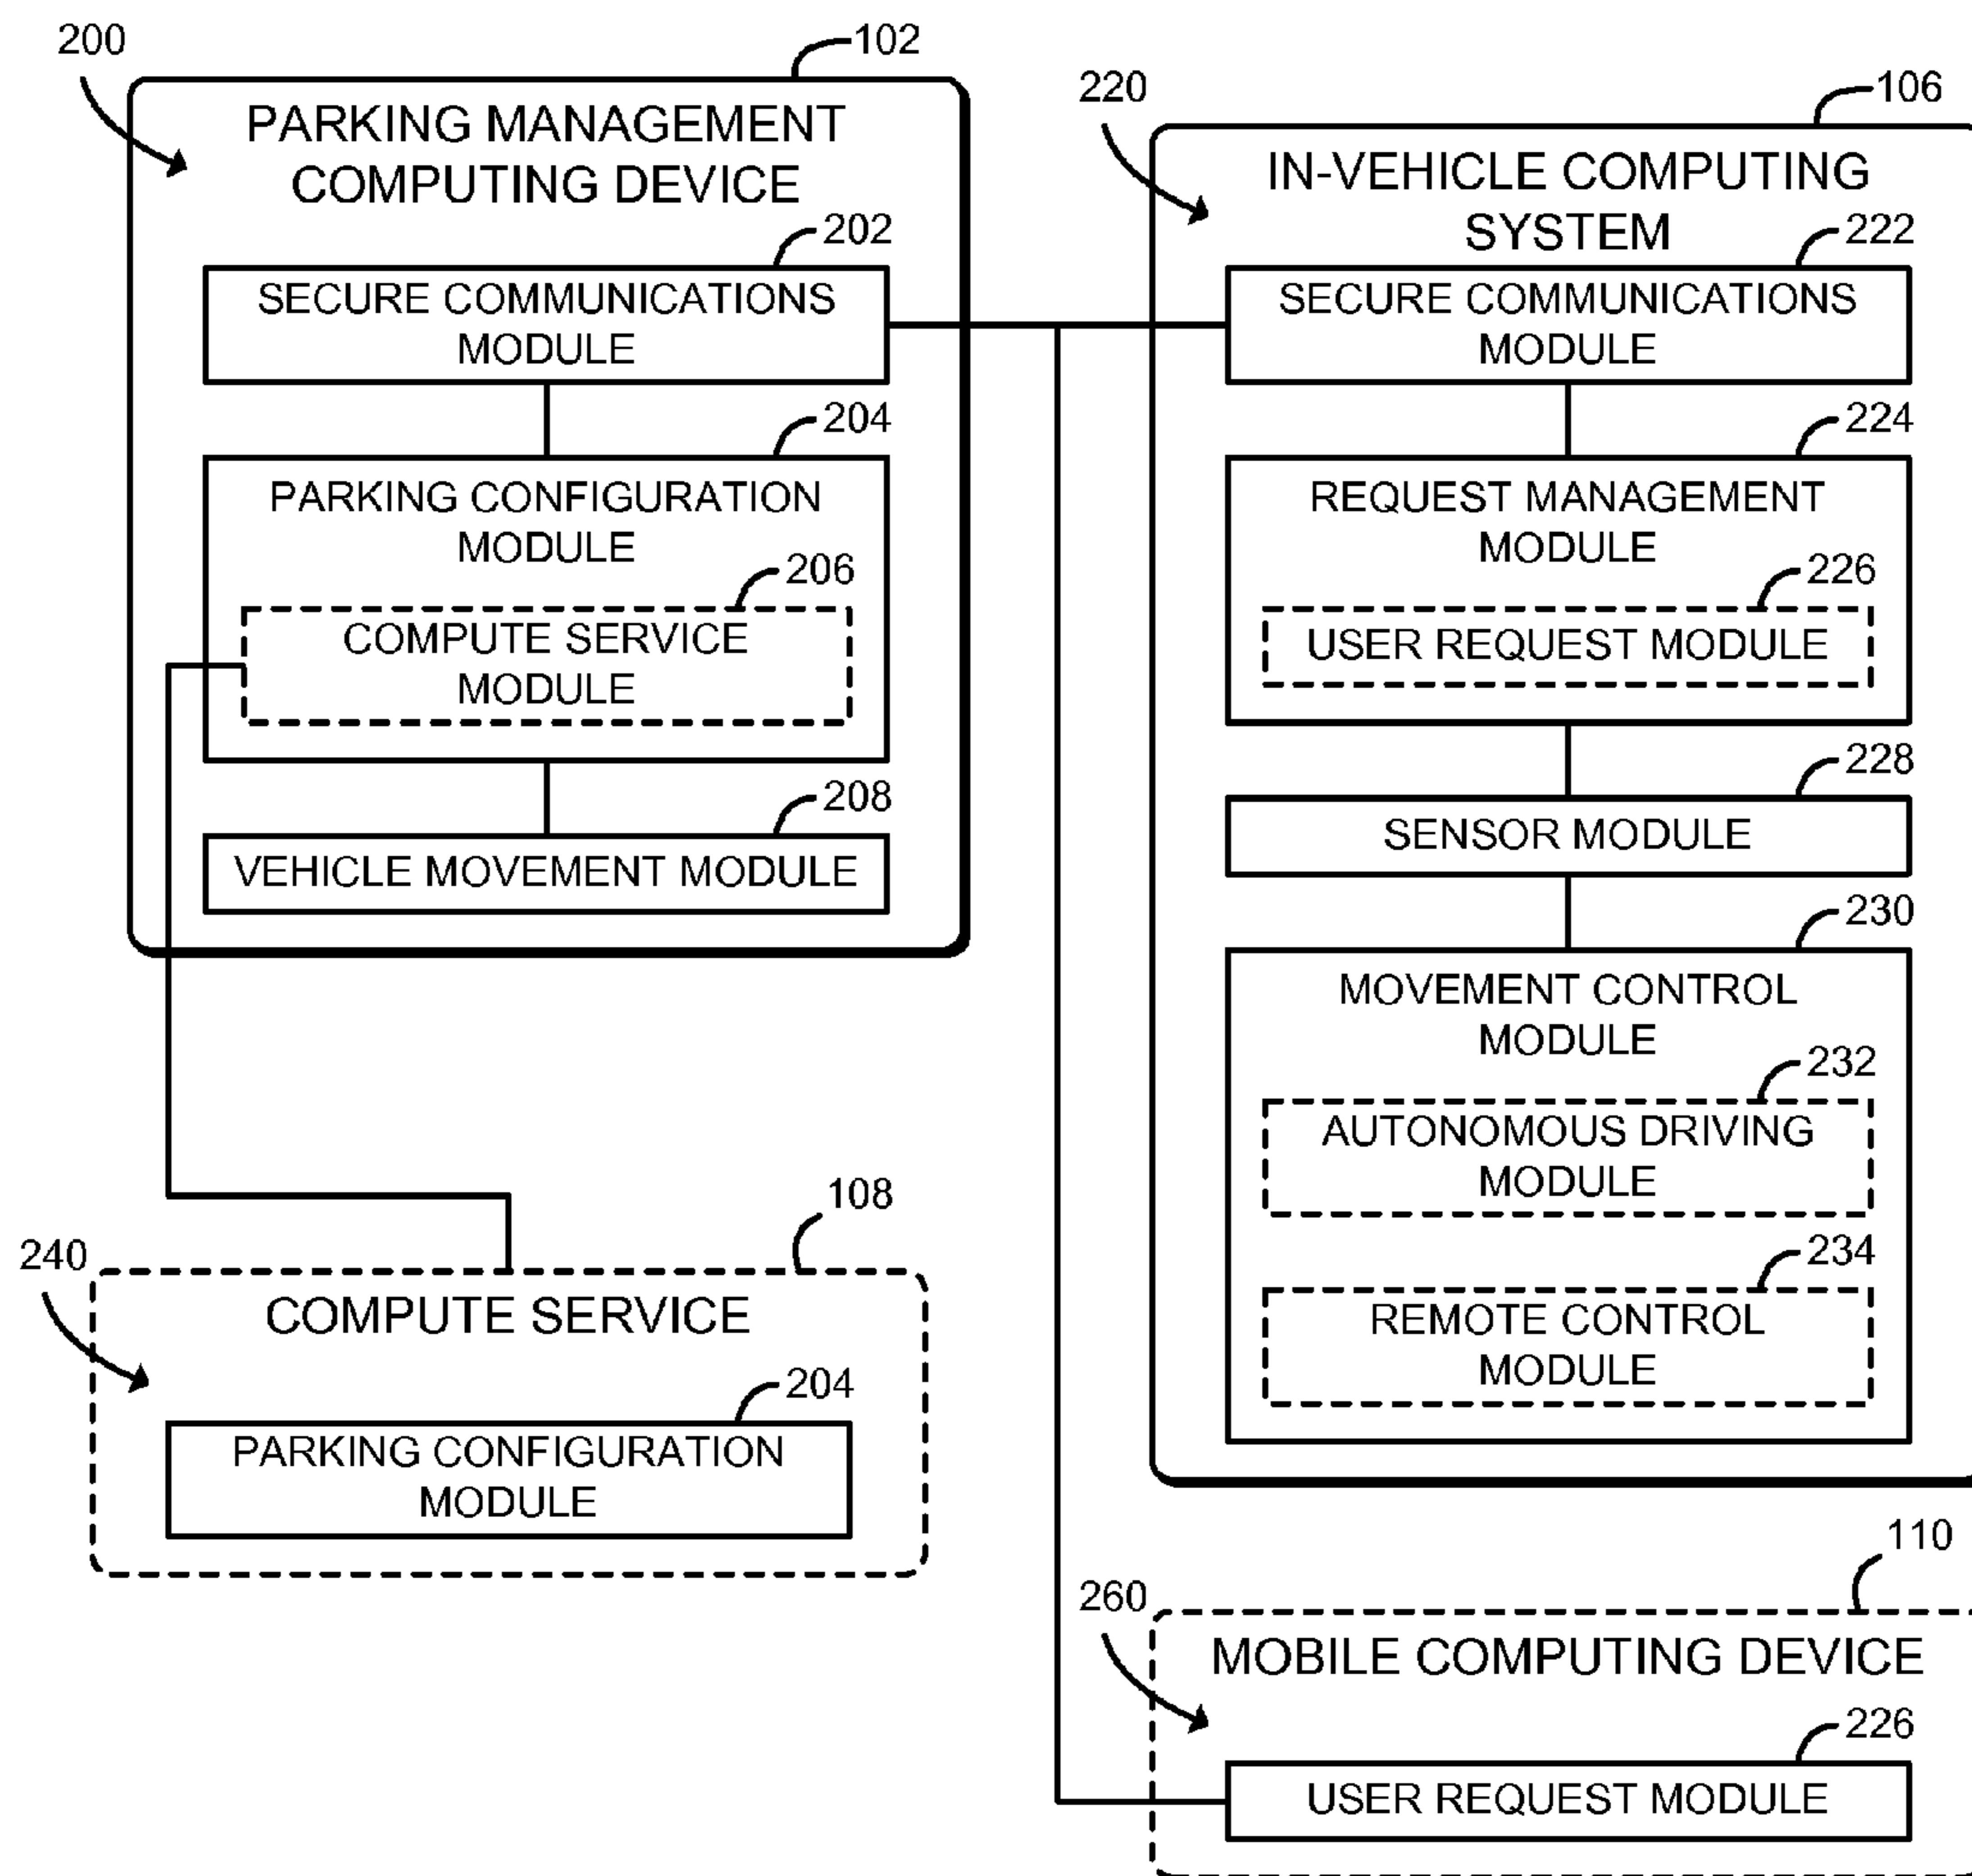 200
102
PARKING MANAGEMENT
COMPUTING DEVICE
202
SECURE COMMUNICATIONS
MODULE
204
PARKING CONFIGURATION
MODULE
206
COMPUTE SERVICE
MODULE
208
VEHICLE MOVEMENT MODULE
240
108
COMPUTE SERVICE
204
PARKING CONFIGURATION
MODULE
220
106
IN-VEHICLE COMPUTING
SYSTEM
222
SECURE COMMUNICATIONS
MODULE
224
REQUEST MANAGEMENT
MODULE
226
USER REQUEST MODULE
228
SENSOR MODULE
230
MOVEMENT CONTROL
MODULE
232
AUTONOMOUS DRIVING
MODULE
234
REMOTE CONTROL
MODULE
260
110
MOBILE COMPUTING DEVICE
226
USER REQUEST MODULE